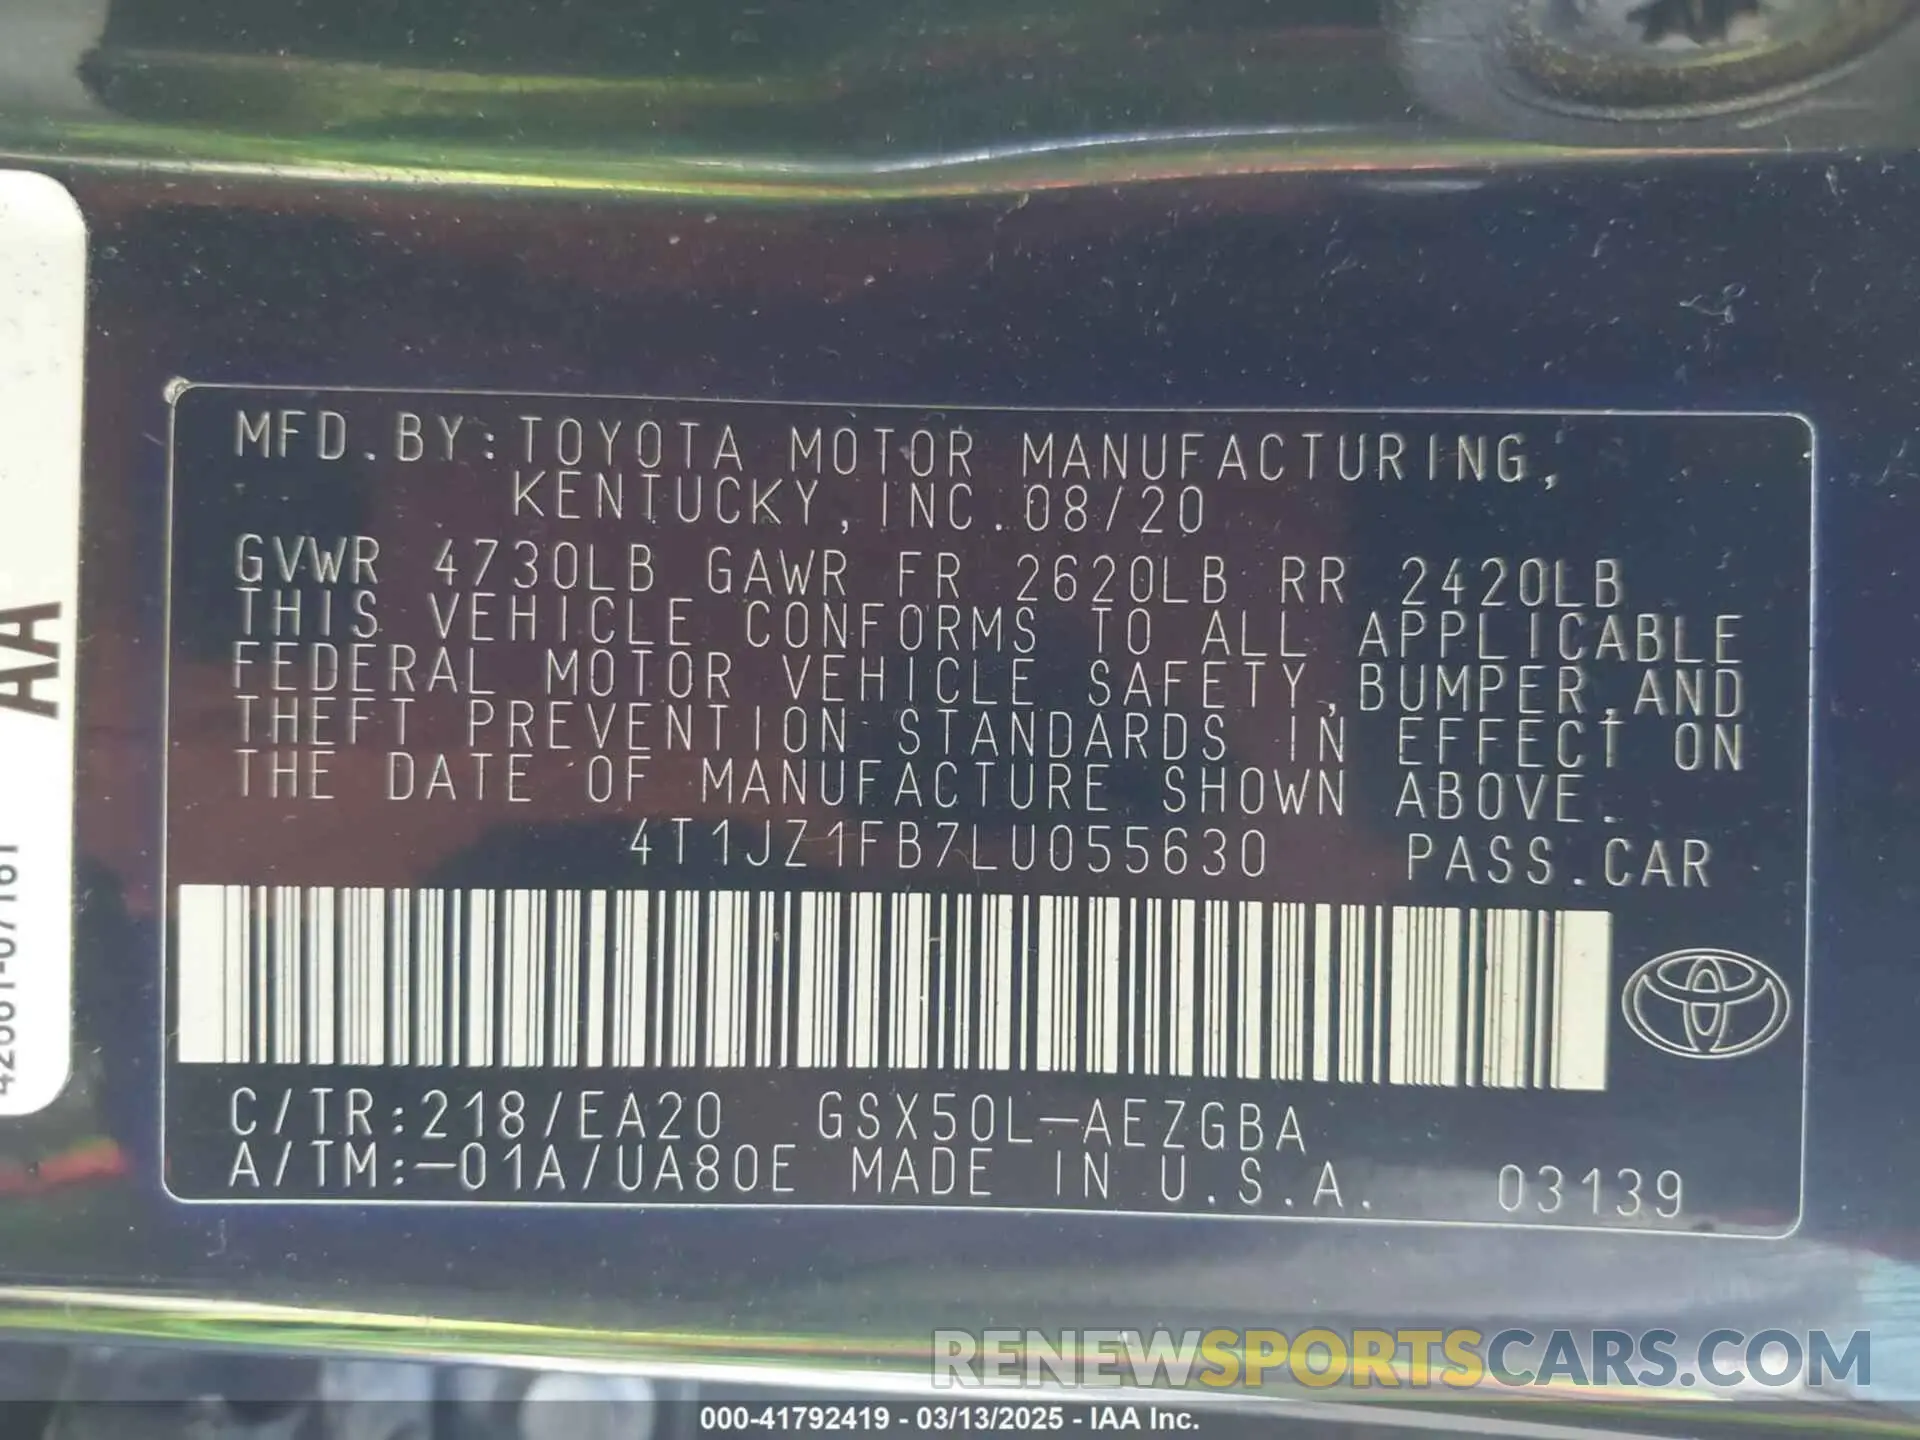 MFD.BY:TOYOTA MOTOR MANUFACTURING,
KENTUCKY,INC.08/20
GVWR 4730LB GAWR FR 2620LB RR 2420LB
THIS VEHICLE CONFORMS TO ALL APPLICABLE
FEDERAL MOTOR VEHICLE SAFETY,BUMPER,AND
THEFT PREVENTION STANDARDS IN EFFECT ON
THE DATE OF MANUFACTURE SHOWN ABOVE.
4T1JZ1FB7LU055630 PASS.CAR
C/TR:218/EA20 GSX50L-AEZGBA
A/TM:-01A/UA80E MADE IN U.S.A. 03139
AA
RENEWSPORTSCARS.COM
000-41792419 - 03/13/2025 - IAA Inc.